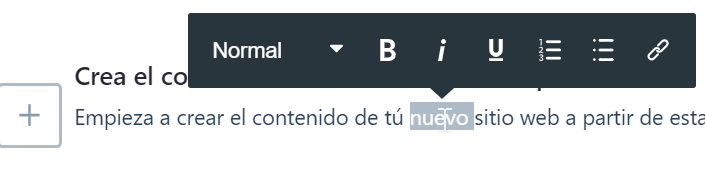 Normal B i U
Crea el co
Empieza a crear el contenido de tú nuevo sitio web a partir de esta